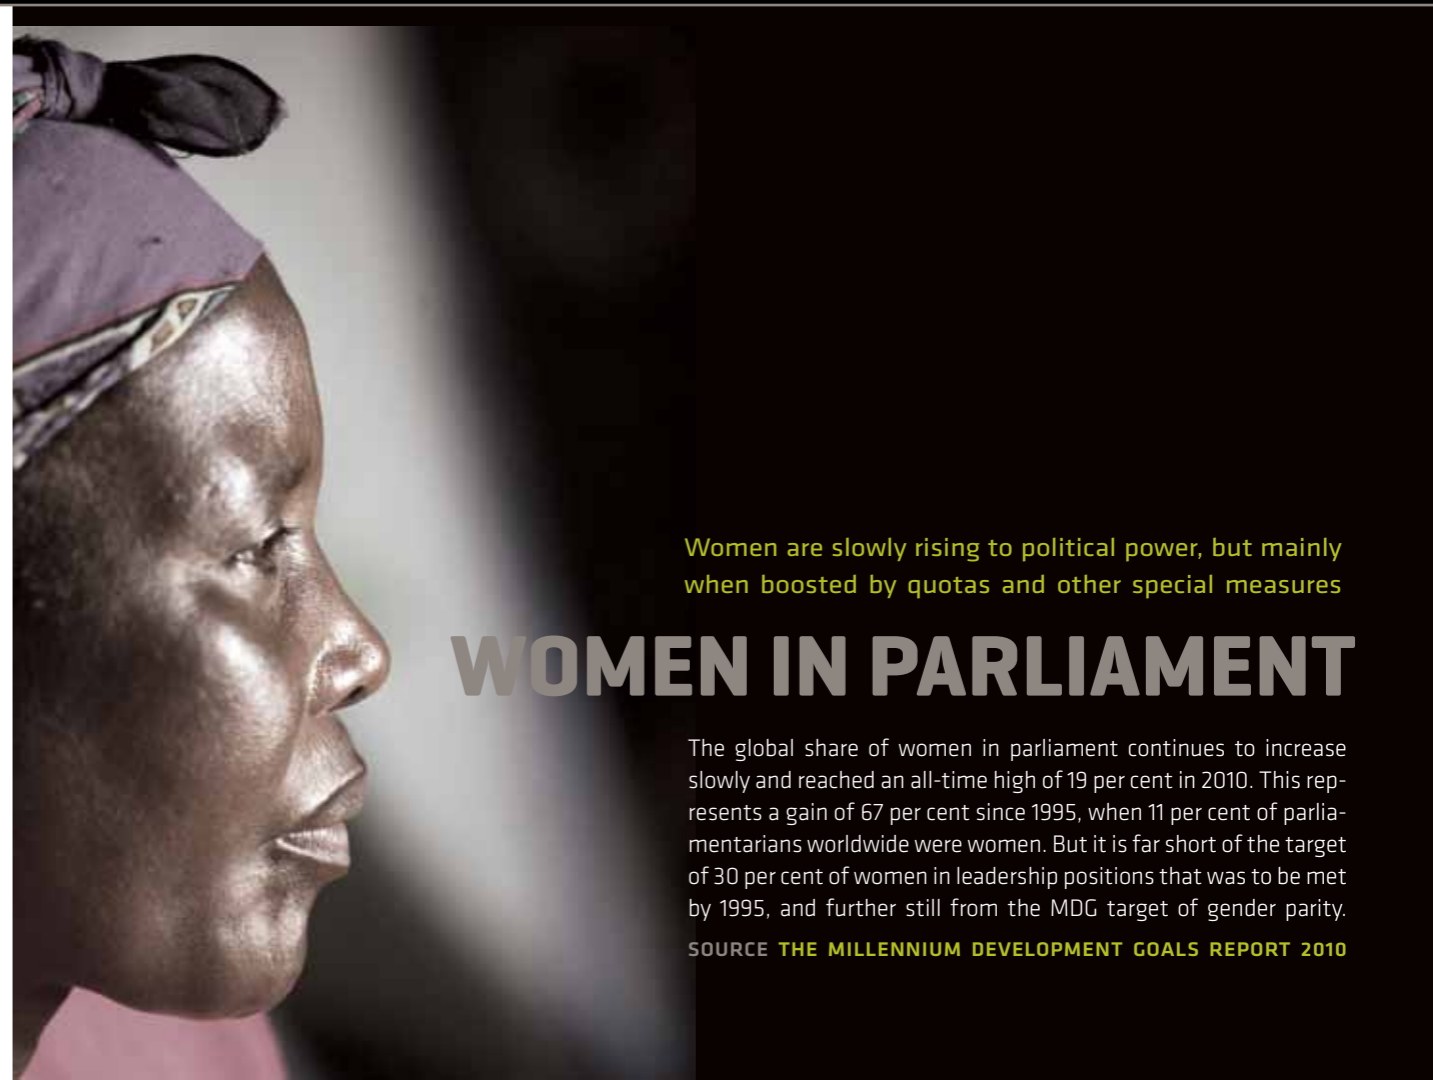 Women are slowly rising to political power, but mainly
when boosted by quotas and other special measures
WOMEN IN PARLIAMENT
The global share of women in parliament continues to increase
slowly and reached an all-time high of 19 per cent in 2010. This rep-
resents a gain of 67 per cent since 1995, when 11 per cent of parlia-
mentarians worldwide were women. But it is far short of the target
of 30 per cent of women in leadership positions that was to be met
by 1995, and further still from the MDG target of gender parity.
SOURCE THE MILLENNIUM DEVELOPMENT GOALS REPORT 2010